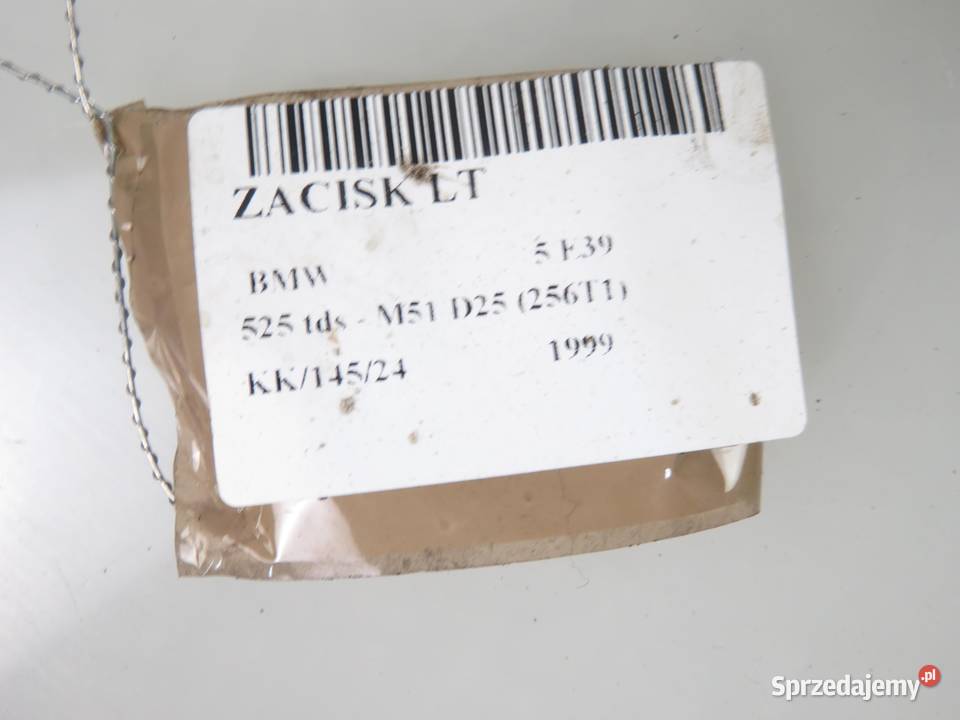 ZACISK LT
BMW 5 E39
525 tds - M51 D25 (256T1)
KK/145/24 1999
Sprzedajemy.pl